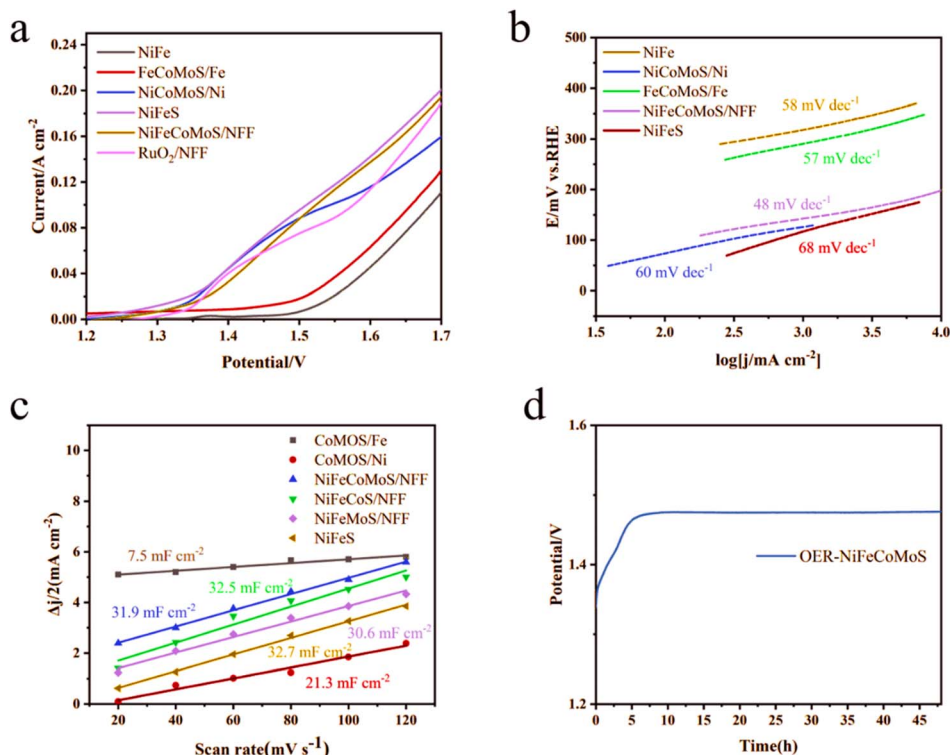 a
0.24
0.20
0.16
0.12
0.08
0.04
0.00
Current/A cm⁻²
NiFe
FeCoMoS/Fe
NiCoMoS/Ni
NiFeS
NiFeCoMoS/NFF
RuO₂/NFF
1.2 1.3 1.4 1.5 1.6 1.7
Potential/V
b
500
400
300
200
100
0
E/mV vs.RHE
NiFe
NiCoMoS/Ni
FeCoMoS/Fe
NiFeCoMoS/NFF
NiFeS
58 mV dec⁻¹
57 mV dec⁻¹
48 mV dec⁻¹
68 mV dec⁻¹
60 mV dec⁻¹
1.5 2.0 2.5 3.0 3.5 4.0
log[j/mA cm⁻²]
c
10
8
6
4
2
0
Δj/2(mA cm⁻²)
CoMOS/Fe
CoMOS/Ni
NiFeCoMoS/NFF
NiFeCoS/NFF
NiFeMoS/NFF
NiFeS
7.5 mF cm⁻²
32.5 mF cm⁻²
31.9 mF cm⁻²
30.6 mF cm⁻²
32.7 mF cm⁻²
21.3 mF cm⁻²
20 40 60 80 100 120
Scan rate(mV s⁻¹)
d
1.6
1.4
1.2
Potential/V
OER-NiFeCoMoS
0 5 10 15 20 25 30 35 40 45
Time(h)